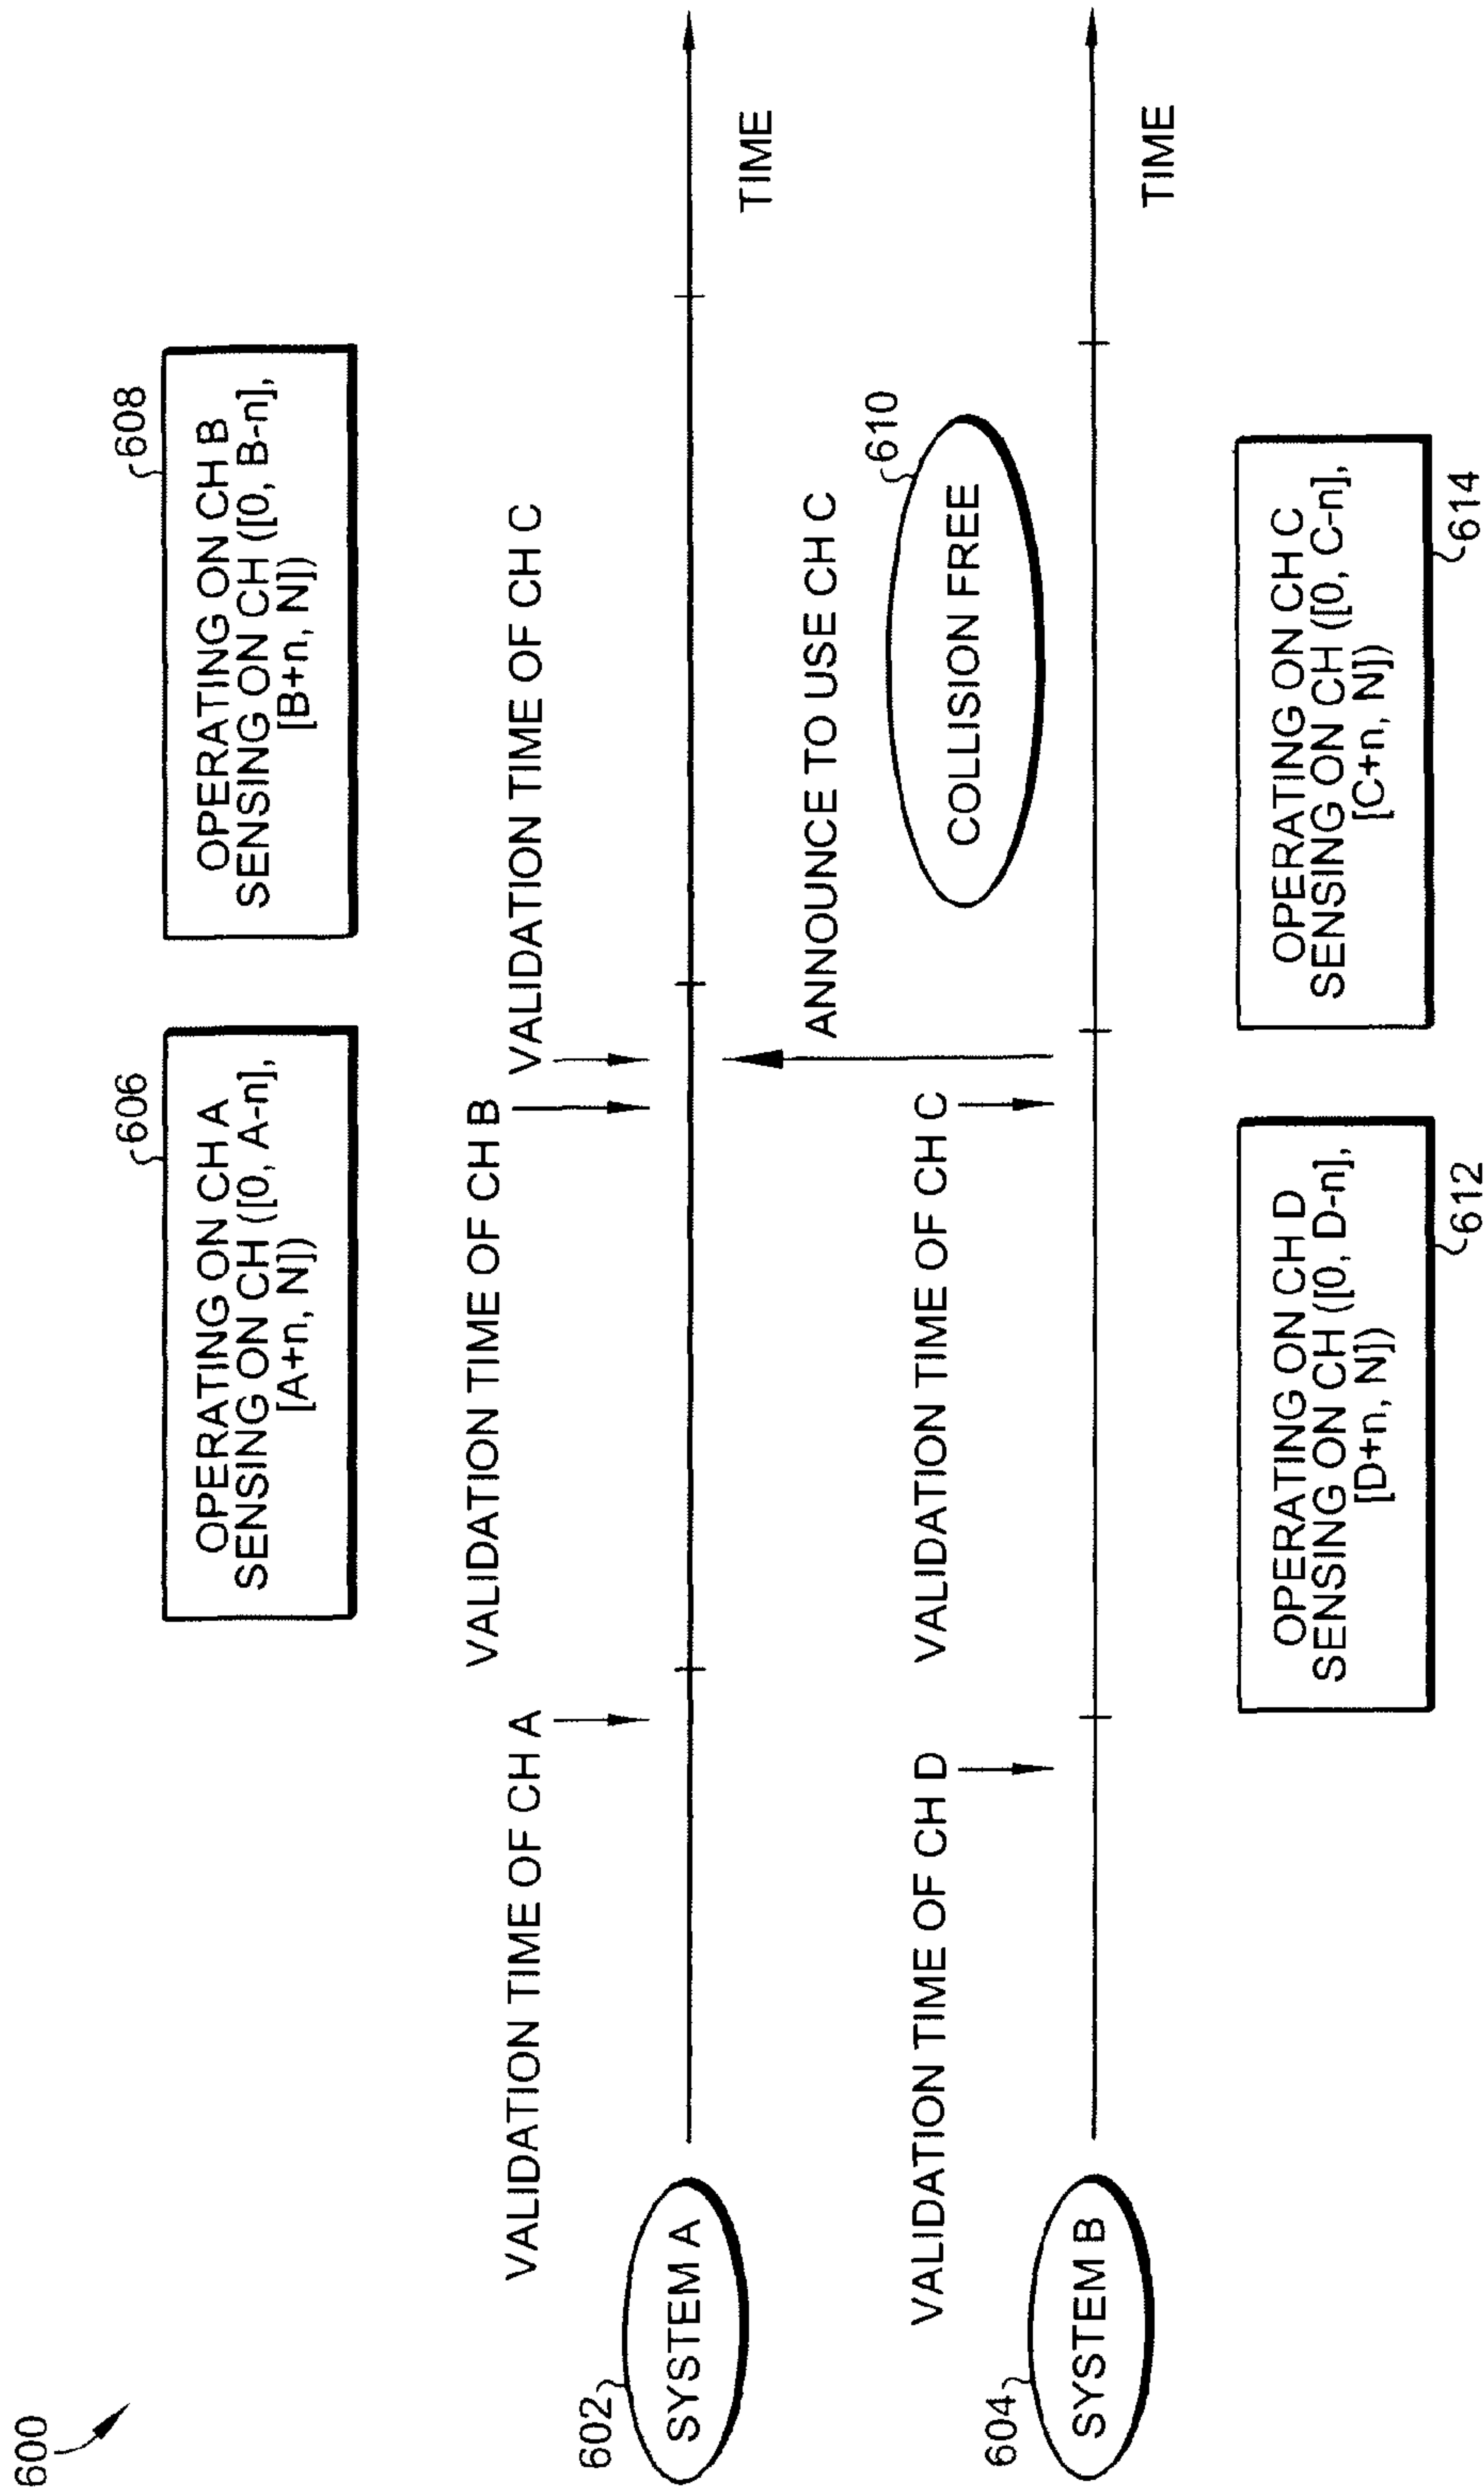 600
606
OPERATING ON CH A
SENSING ON CH ([0, A-n],
[A+n, N])
608
OPERATING ON CH B
SENSING ON CH ([0, B-n],
[B+n, N])
VALIDATION TIME OF CH B
VALIDATION TIME OF CH A
VALIDATION TIME OF CH C
602
SYSTEM A
TIME
ANNOUNCE TO USE CH C
610
COLLISION FREE
VALIDATION TIME OF CH D
VALIDATION TIME OF CH C
604
SYSTEM B
TIME
OPERATING ON CH D
SENSING ON CH ([0, D-n],
[D+n, N])
612
OPERATING ON CH C
SENSING ON CH ([0, C-n],
[C+n, N])
614